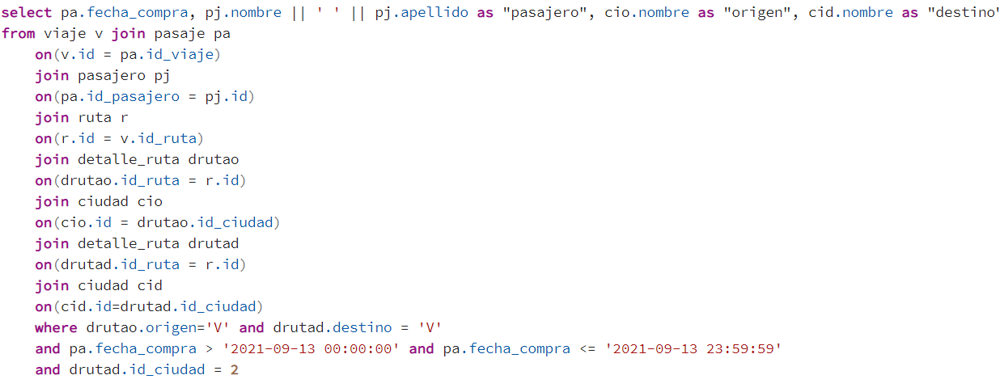 select pa.fecha_compra, pj.nombre || ' ' || pj.apellido as "pasajero", cio.nombre as "origen", cid.nombre as "destino'
from viaje v join pasaje pa
on(v.id = pa.id_viaje)
join pasajero pj
on(pa.id_pasajero = pj.id)
join ruta r
on(r.id = v.id_ruta)
join detalle_ruta drutao
on(drutao.id_ruta = r.id)
join ciudad cio
on(cio.id = drutao.id_ciudad)
join detalle_ruta drutad
on(drutad.id_ruta = r.id)
join ciudad cid
on(cid.id=drutad.id_ciudad)
where drutao.origen='V' and drutad.destino = 'V'
and pa.fecha_compra > '2021-09-13 00:00:00' and pa.fecha_compra <= '2021-09-13 23:59:59'
and drutad.id_ciudad = 2